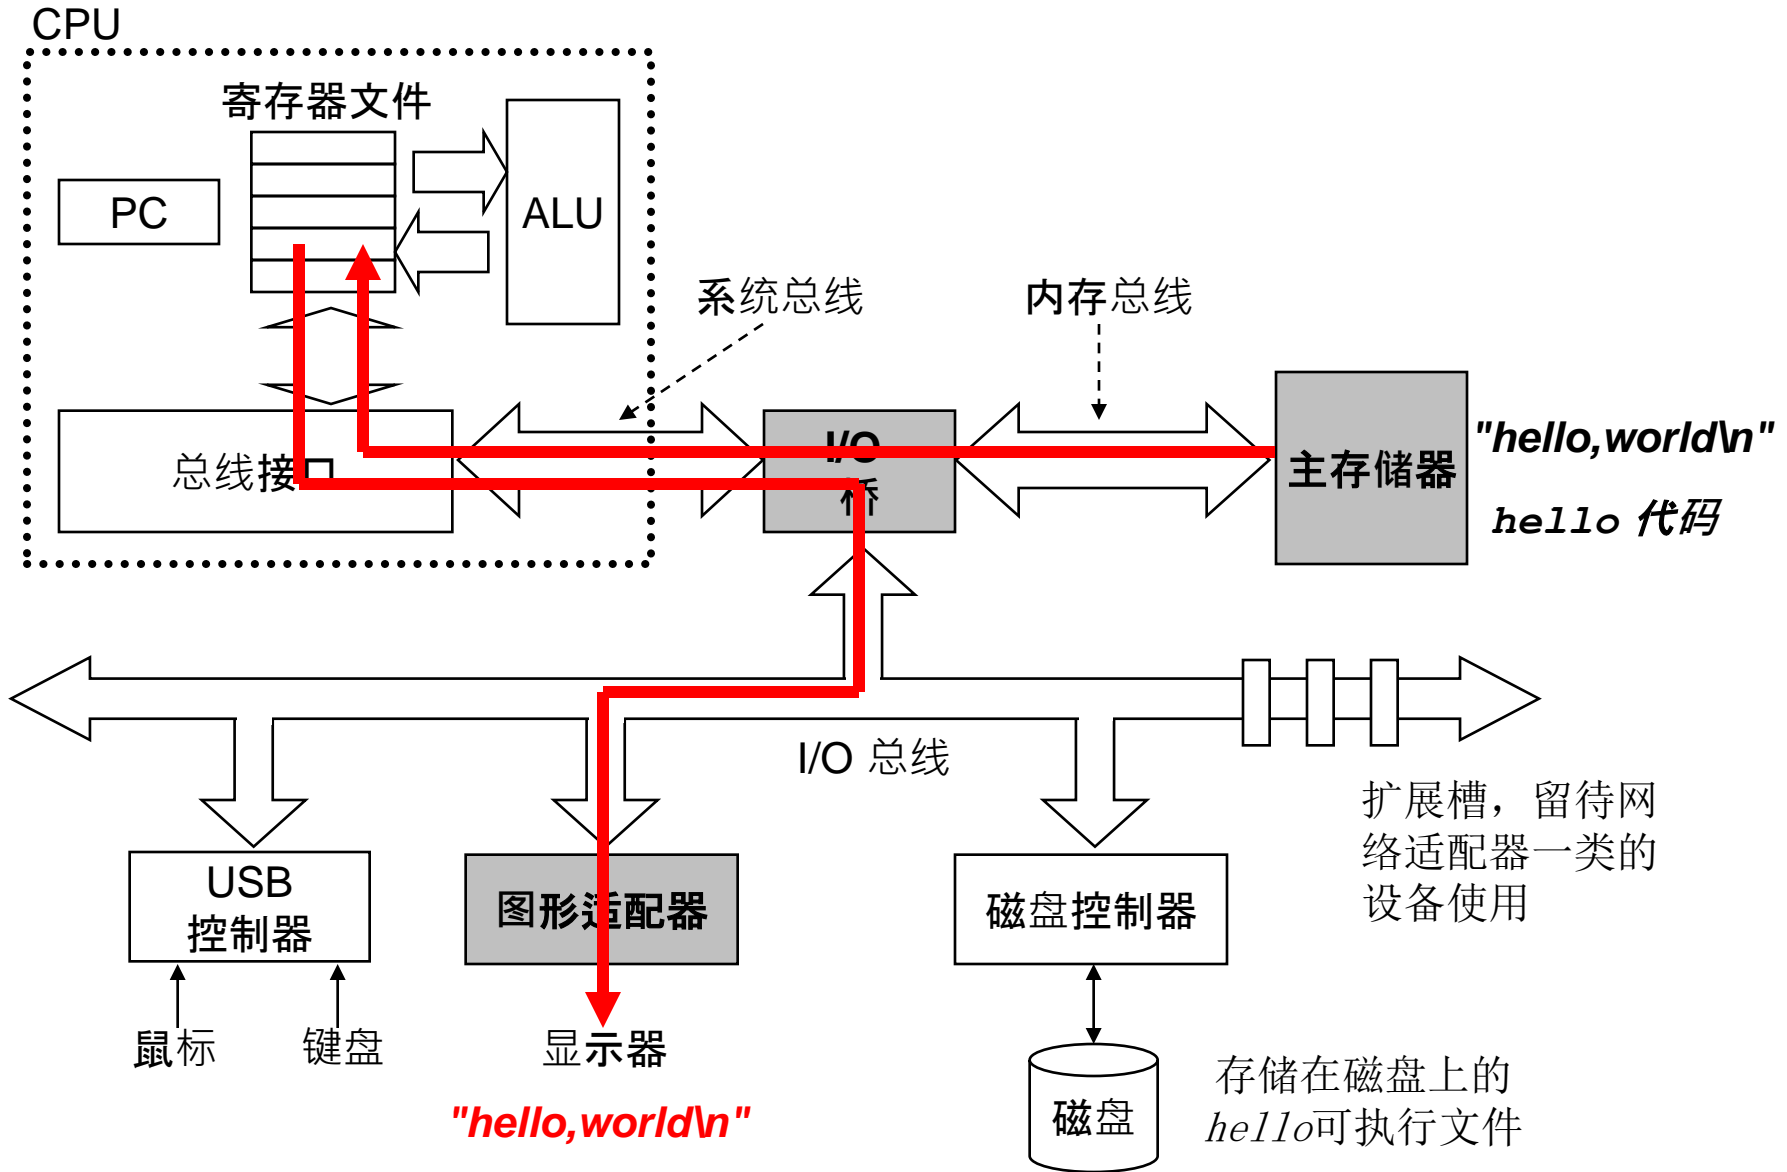 CPU
寄存器文件
PC
ALU
系统总线
内存总线
总线接口
I/O
桥
主存储器
"hello,world\n"
hello 代码
I/O 总线
扩展槽，留待网
络适配器一类的
设备使用
USB
控制器
图形适配器
磁盘控制器
鼠标
键盘
显示器
"hello,world\n"
磁盘
存储在磁盘上的
hello可执行文件